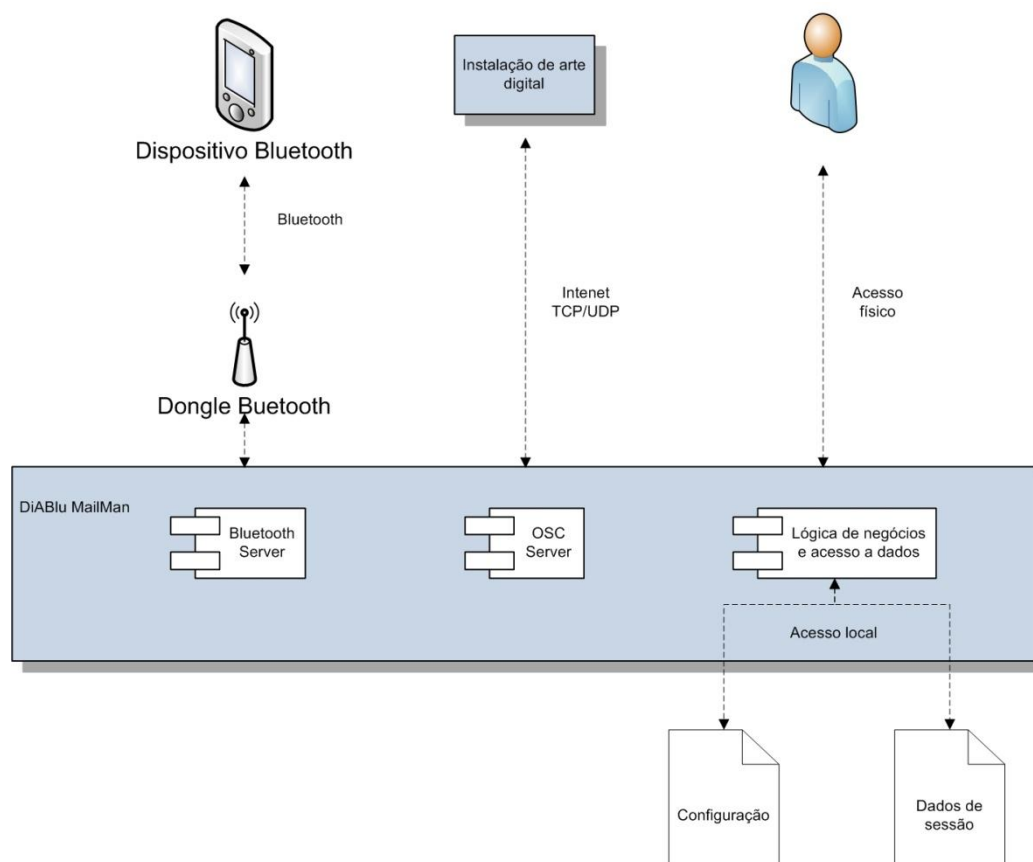 Instalação de arte
digital
Dispositivo Bluetooth
Bluetooth
Intenet
TCP/UDP
Acesso
físico
Dongle Buetooth
DiABlu MailMan
Bluetooth
Server
OSC
Server
Lógica de negócios
e acesso a dados
Acesso local
Configuração
Dados de
sessão